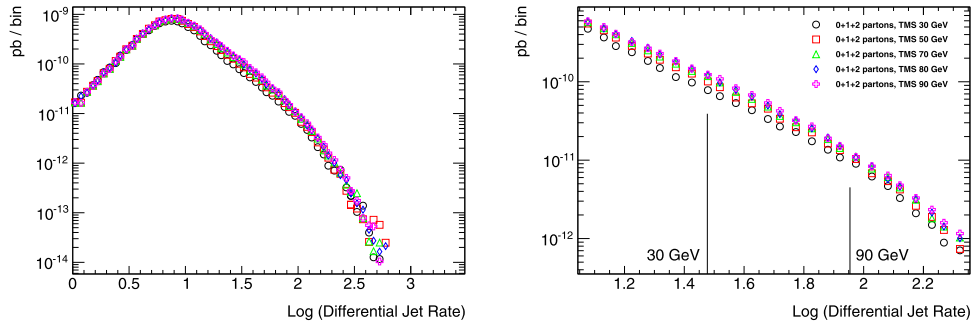 pb / bin
10-9
10-10
10-11
10-12
10-13
10-14
0 0.5 1 1.5 2 2.5 3
Log (Differential Jet Rate)
pb / bin
0+1+2 partons, TMS 30 GeV
0+1+2 partons, TMS 50 GeV
0+1+2 partons, TMS 70 GeV
0+1+2 partons, TMS 80 GeV
0+1+2 partons, TMS 90 GeV
10-10
10-11
10-12
30 GeV
90 GeV
1.2 1.4 1.6 1.8 2 2.2
Log (Differential Jet Rate)